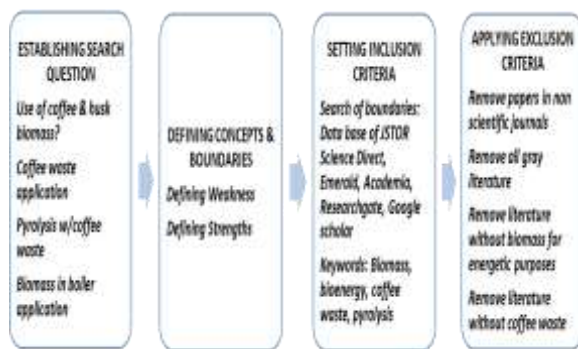 ESTABLISHING SEARCH
QUESTION
Use of coffee & husk
biomass?
Coffee waste
application
Pyrolysis w/coffee
waste
Biomass in boiler
application
DEFINING CONCEPTS &
BOUNDARIES
Defining Weakness
Defining Strengths
SETTING INCLUSION
CRITERIA
Search of boundaries:
Data base of JSTOR
Science Direct,
Emerald, Academia,
Researchgate, Google
scholar
Keywords: Biomass,
bioenergy, coffee
waste, pyrolysis
APPLYING EXCLUSION
CRITERIA
Remove papers in non
scientific journals
Remove all gray
literature
Remove literature
without biomass for
energetic purposes
Remove literature
without coffee waste